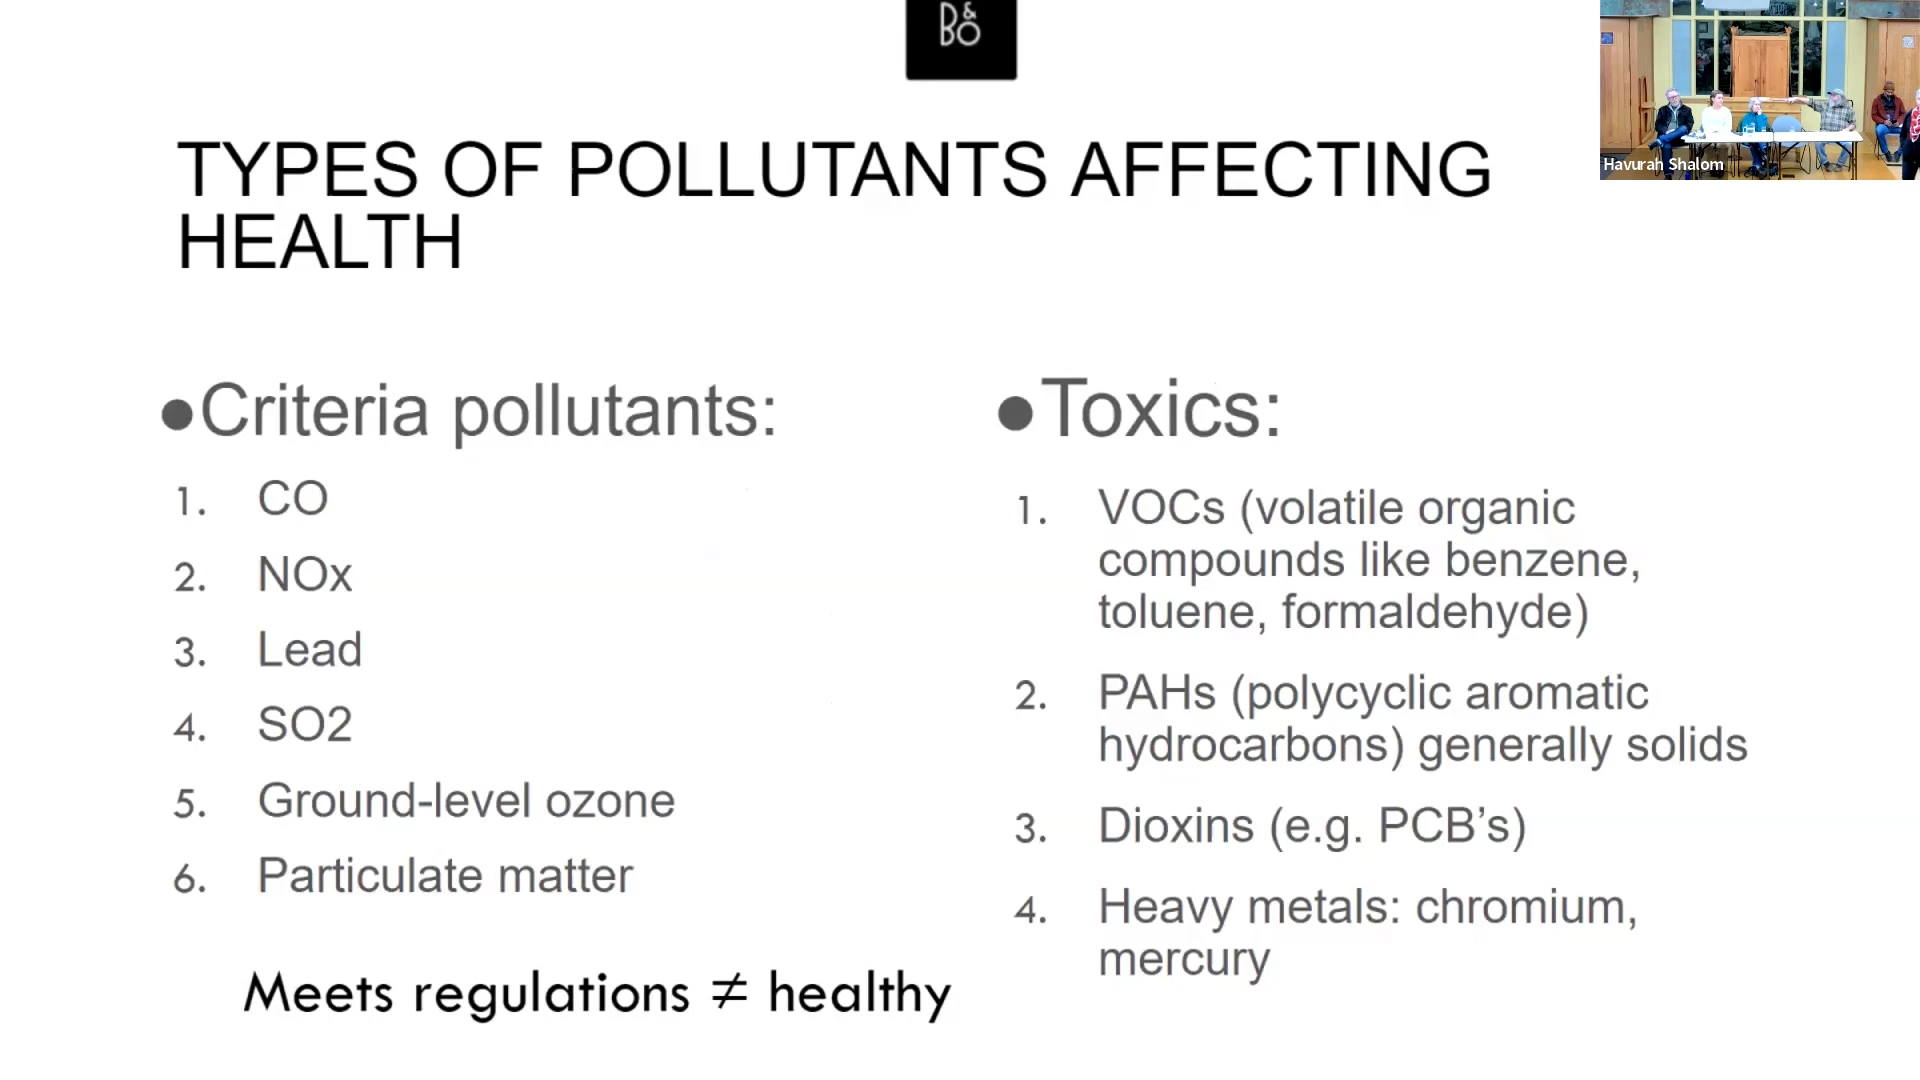 B&O
Havurah Shalom
TYPES OF POLLUTANTS AFFECTING
HEALTH
●Criteria pollutants:
1. CO
2. NOx
3. Lead
4. SO2
5. Ground-level ozone
6. Particulate matter
Meets regulations ≠ healthy
●Toxics:
1. VOCs (volatile organic
compounds like benzene,
toluene, formaldehyde)
2. PAHs (polycyclic aromatic
hydrocarbons) generally solids
3. Dioxins (e.g. PCB’s)
4. Heavy metals: chromium,
mercury